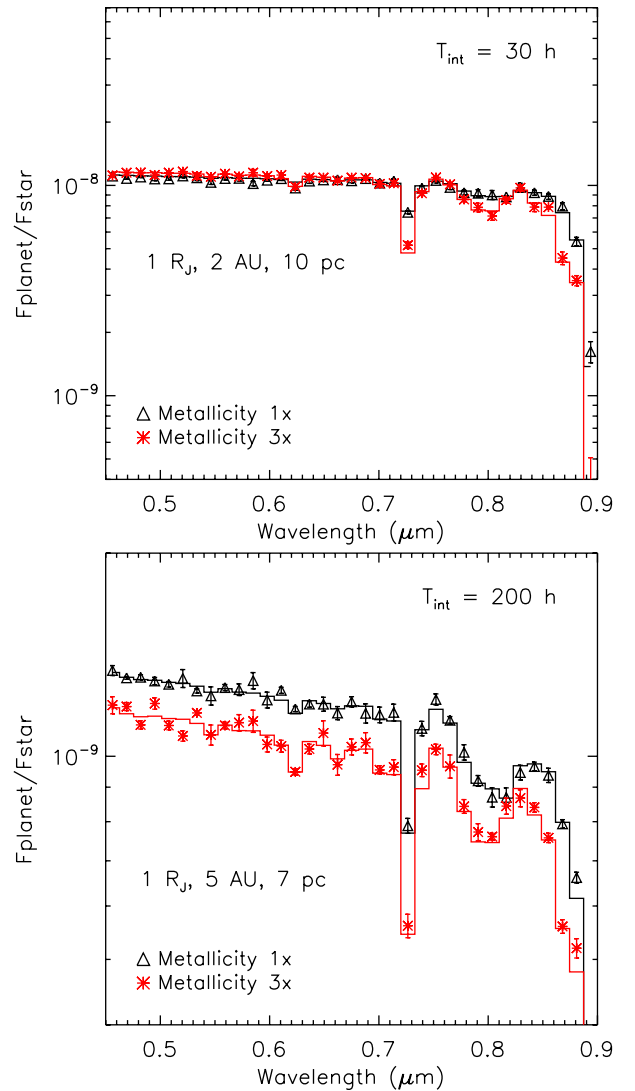 T_int = 30 h
Fplanet/Fstar
10⁻⁸
10⁻⁹
1 R_J, 2 AU, 10 pc
Metallicity 1x
Metallicity 3x
0.5 0.6 0.7 0.8 0.9
Wavelength (μm)
T_int = 200 h
Fplanet/Fstar
10⁻⁹
1 R_J, 5 AU, 7 pc
Metallicity 1x
Metallicity 3x
0.5 0.6 0.7 0.8 0.9
Wavelength (μm)